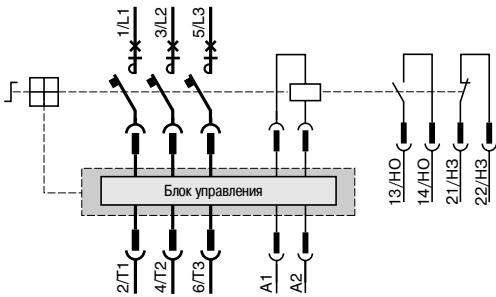 1/L1
3/L2
5/L3
Блок управления
13/НО
14/НО
21/НЗ
22/НЗ
2/T1
4/T2
6/T3
A1
A2